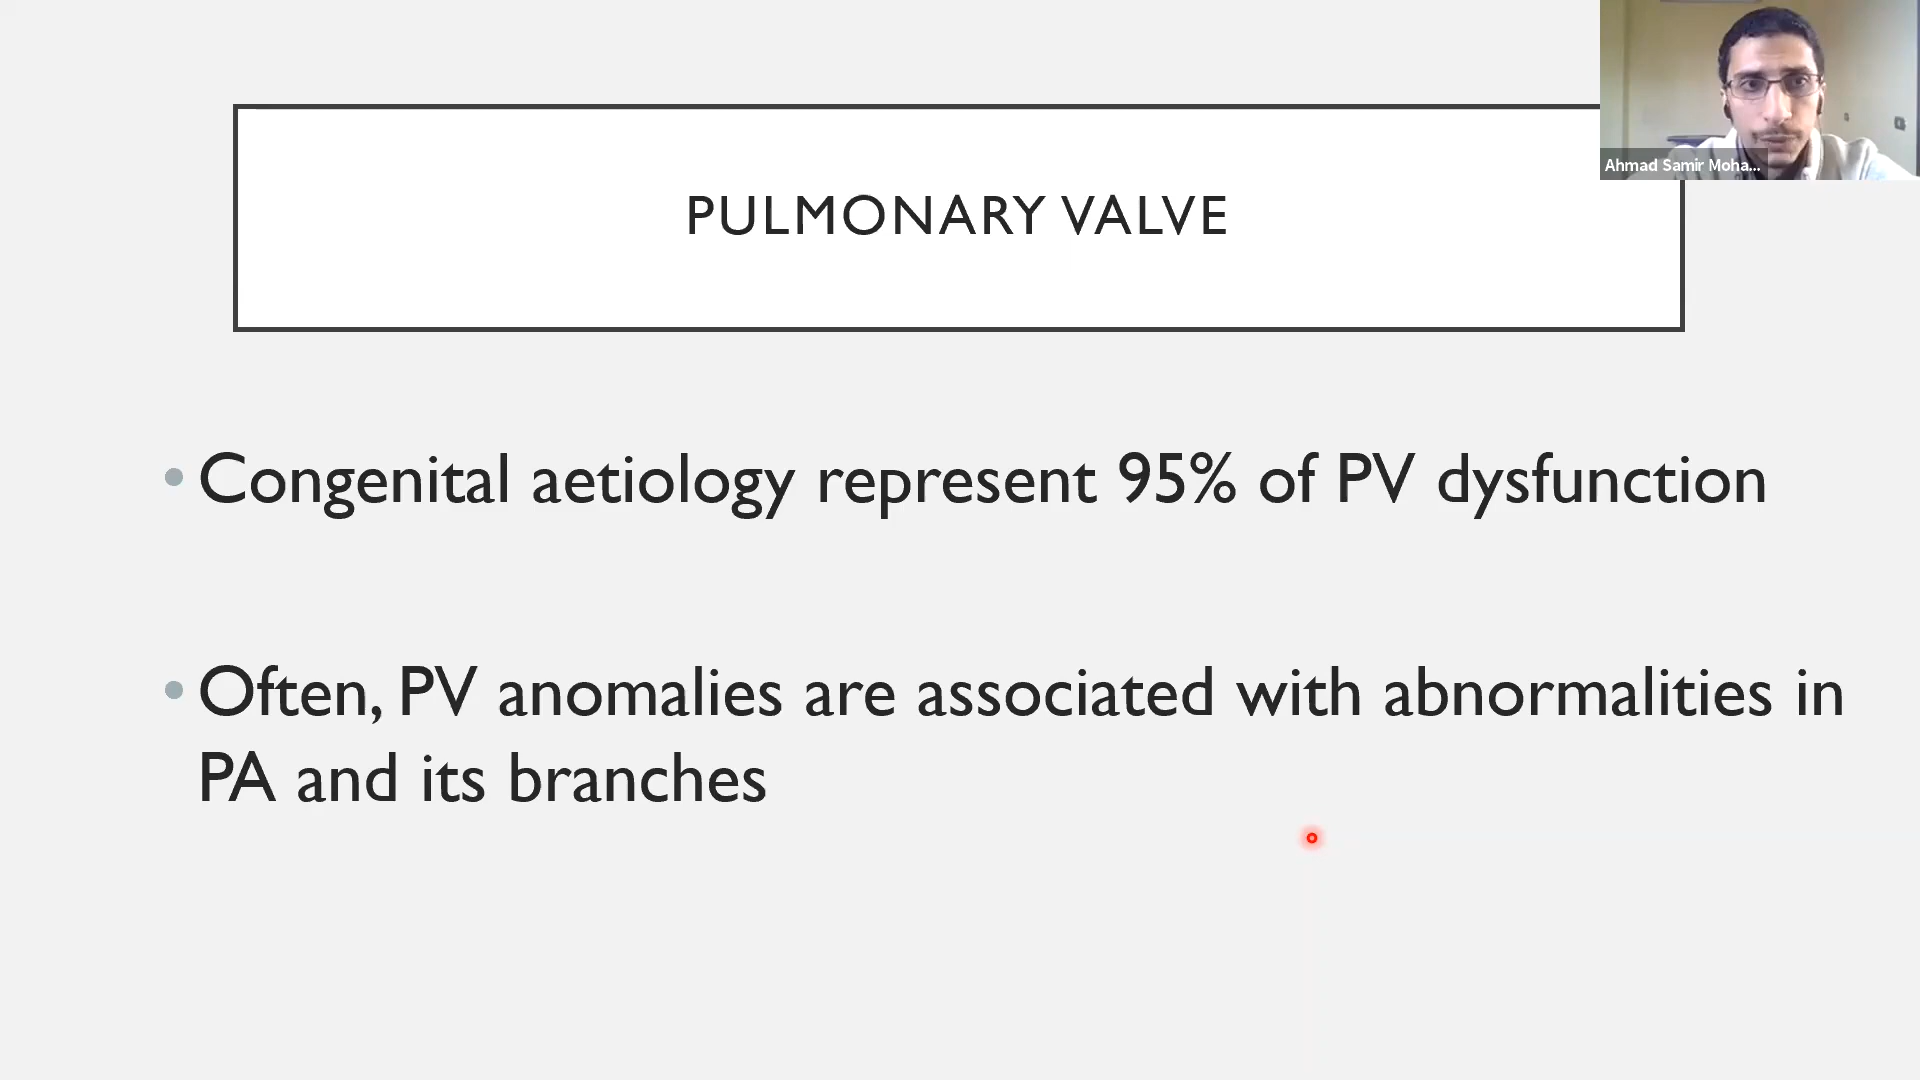 Ahmad Samir Moha...
PULMONARY VALVE
• Congenital aetiology represent 95% of PV dysfunction
• Often, PV anomalies are associated with abnormalities in
PA and its branches